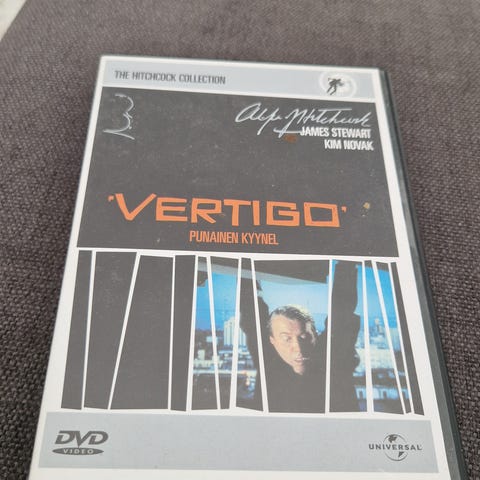 THE HITCHCOCK COLLECTION
Alfred Hitchcock
JAMES STEWART
KIM NOVAK
'VERTIGO'
PUNAINEN KYYNEL
DVD
VIDEO
UNIVERSAL